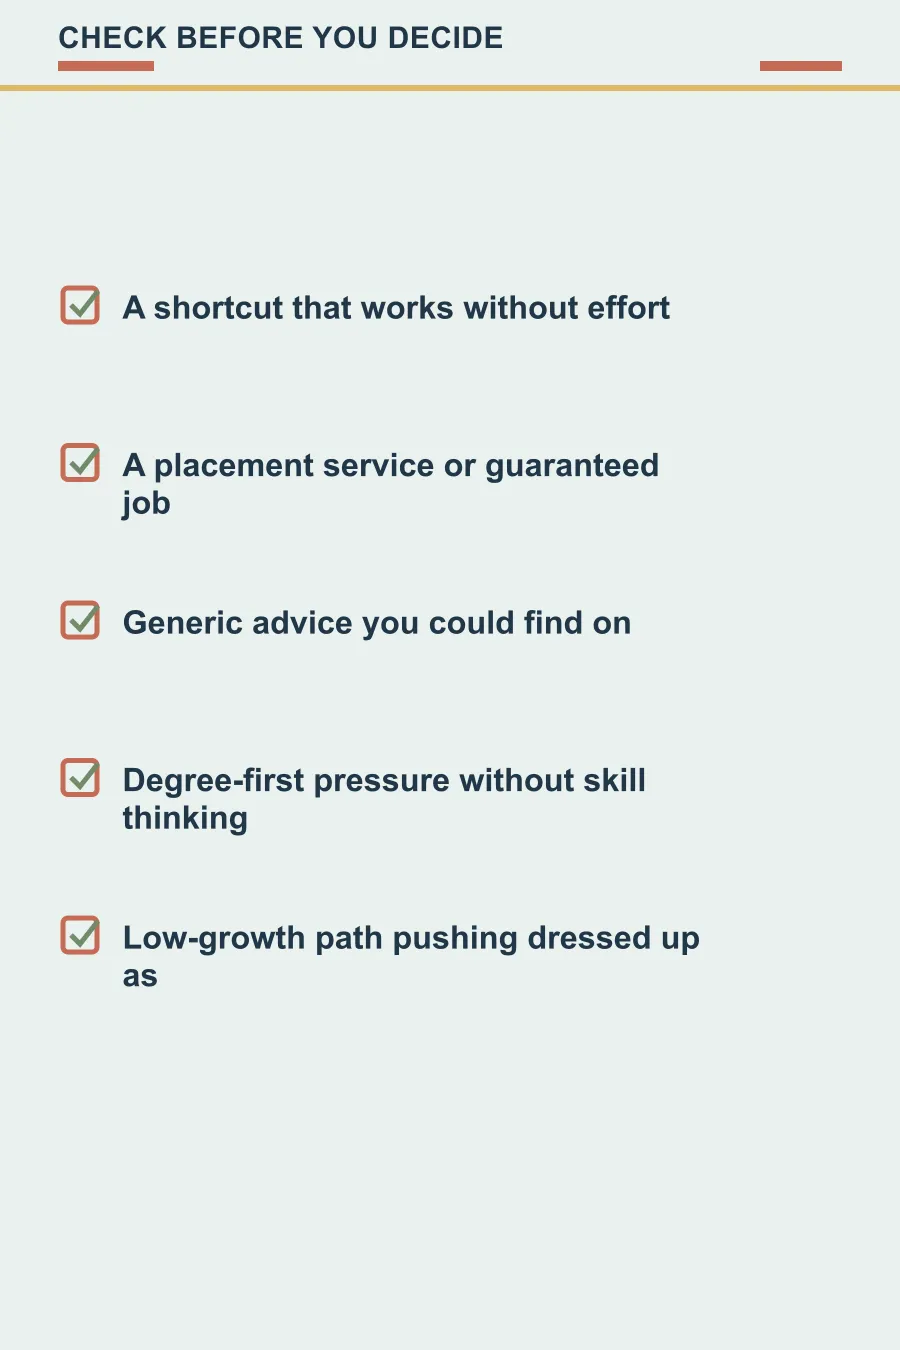 CHECK BEFORE YOU DECIDE
A shortcut that works without effort
A placement service or guaranteed
job
Generic advice you could find on
Degree-first pressure without skill
thinking
Low-growth path pushing dressed up
as